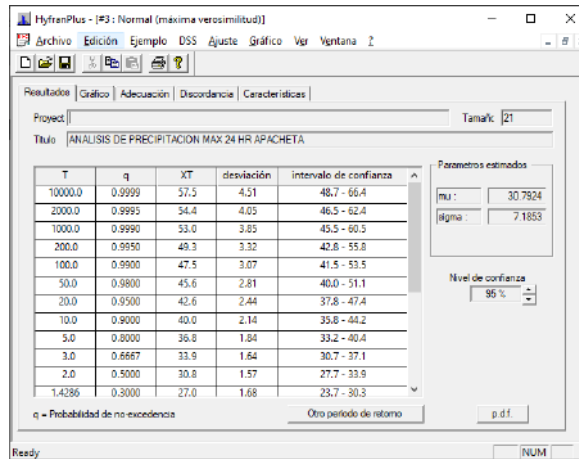 HyfranPlus - [#3 : Normal (máxima verosimilitud)]
Archivo Edición Ejemplo DSS Ajuste Gráfico Ver Ventana ?
Resultados Gráfico Adecuación Discordancia Características
Proyect Tamañ: 21
Título ANALISIS DE PRECIPITACION MAX 24 HR APACHETA
T q XT desviación intervalo de confianza
10000.0 0.9999 57.5 4.51 48.7 - 66.4
2000.0 0.9995 54.4 4.05 46.5 - 62.4
1000.0 0.9990 53.0 3.85 45.5 - 60.5
200.0 0.9950 49.3 3.32 42.8 - 55.8
100.0 0.9900 47.5 3.07 41.5 - 53.5
50.0 0.9800 45.6 2.81 40.0 - 51.1
20.0 0.9500 42.6 2.44 37.8 - 47.4
10.0 0.9000 40.0 2.14 35.8 - 44.2
5.0 0.8000 36.8 1.84 33.2 - 40.4
3.0 0.6667 33.9 1.64 30.7 - 37.1
2.0 0.5000 30.8 1.57 27.7 - 33.9
1.4286 0.3000 27.0 1.68 23.7 - 30.3
Parametros estimados
mu : 30.7924
sigma : 7.1853
Nivel de confianza
95 %
q = Probabilidad de no-excedencia
Otro periodo de retorno
p.d.f.
Ready NUM